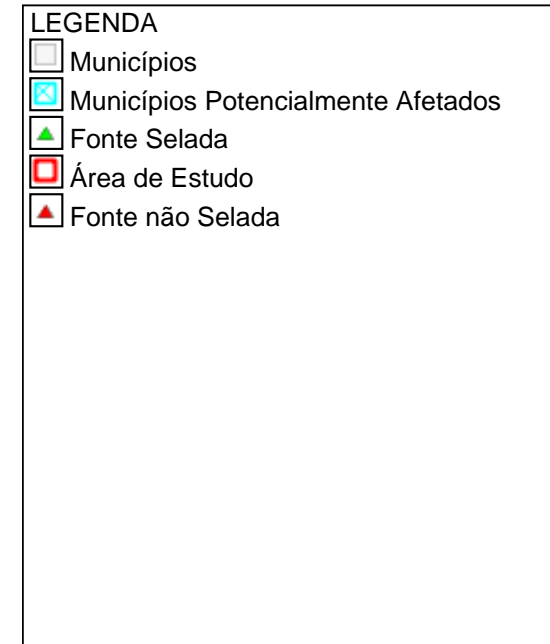 LEGENDA
Municípios
Municípios Potencialmente Afetados
Fonte Selada
Área de Estudo
Fonte não Selada